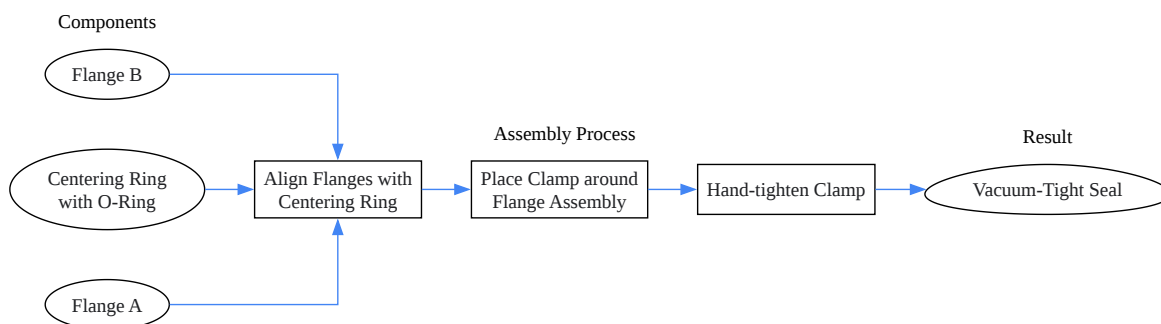 Components
Flange B
Assembly Process
Result
Centering Ring
with O-Ring
Align Flanges with
Centering Ring
Place Clamp around
Flange Assembly
Hand-tighten Clamp
Vacuum-Tight Seal
Flange A